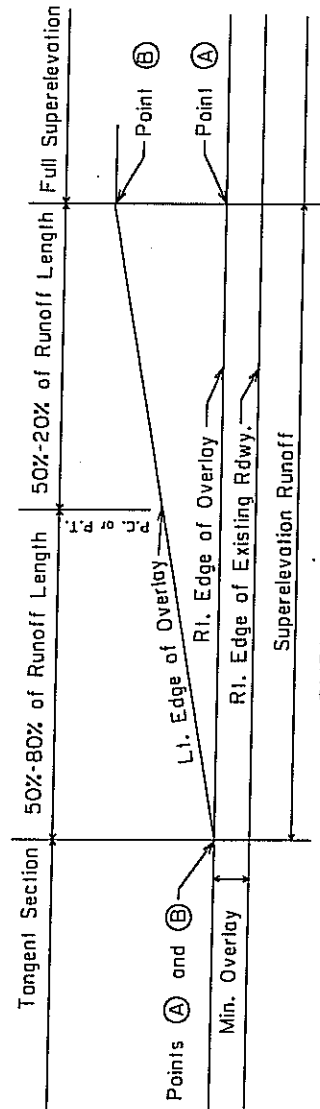 Tangent Section
50%-80% of Runoff Length
50%-20% of Runoff Length
Full Superelevation
P.C. or P.T.
Point Ⓑ
Lt. Edge of Overlay
Points Ⓐ and Ⓑ
Rt. Edge of Overlay
Point Ⓐ
Min. Overlay
Rt. Edge of Existing Rdwy.
Superelevation Runoff